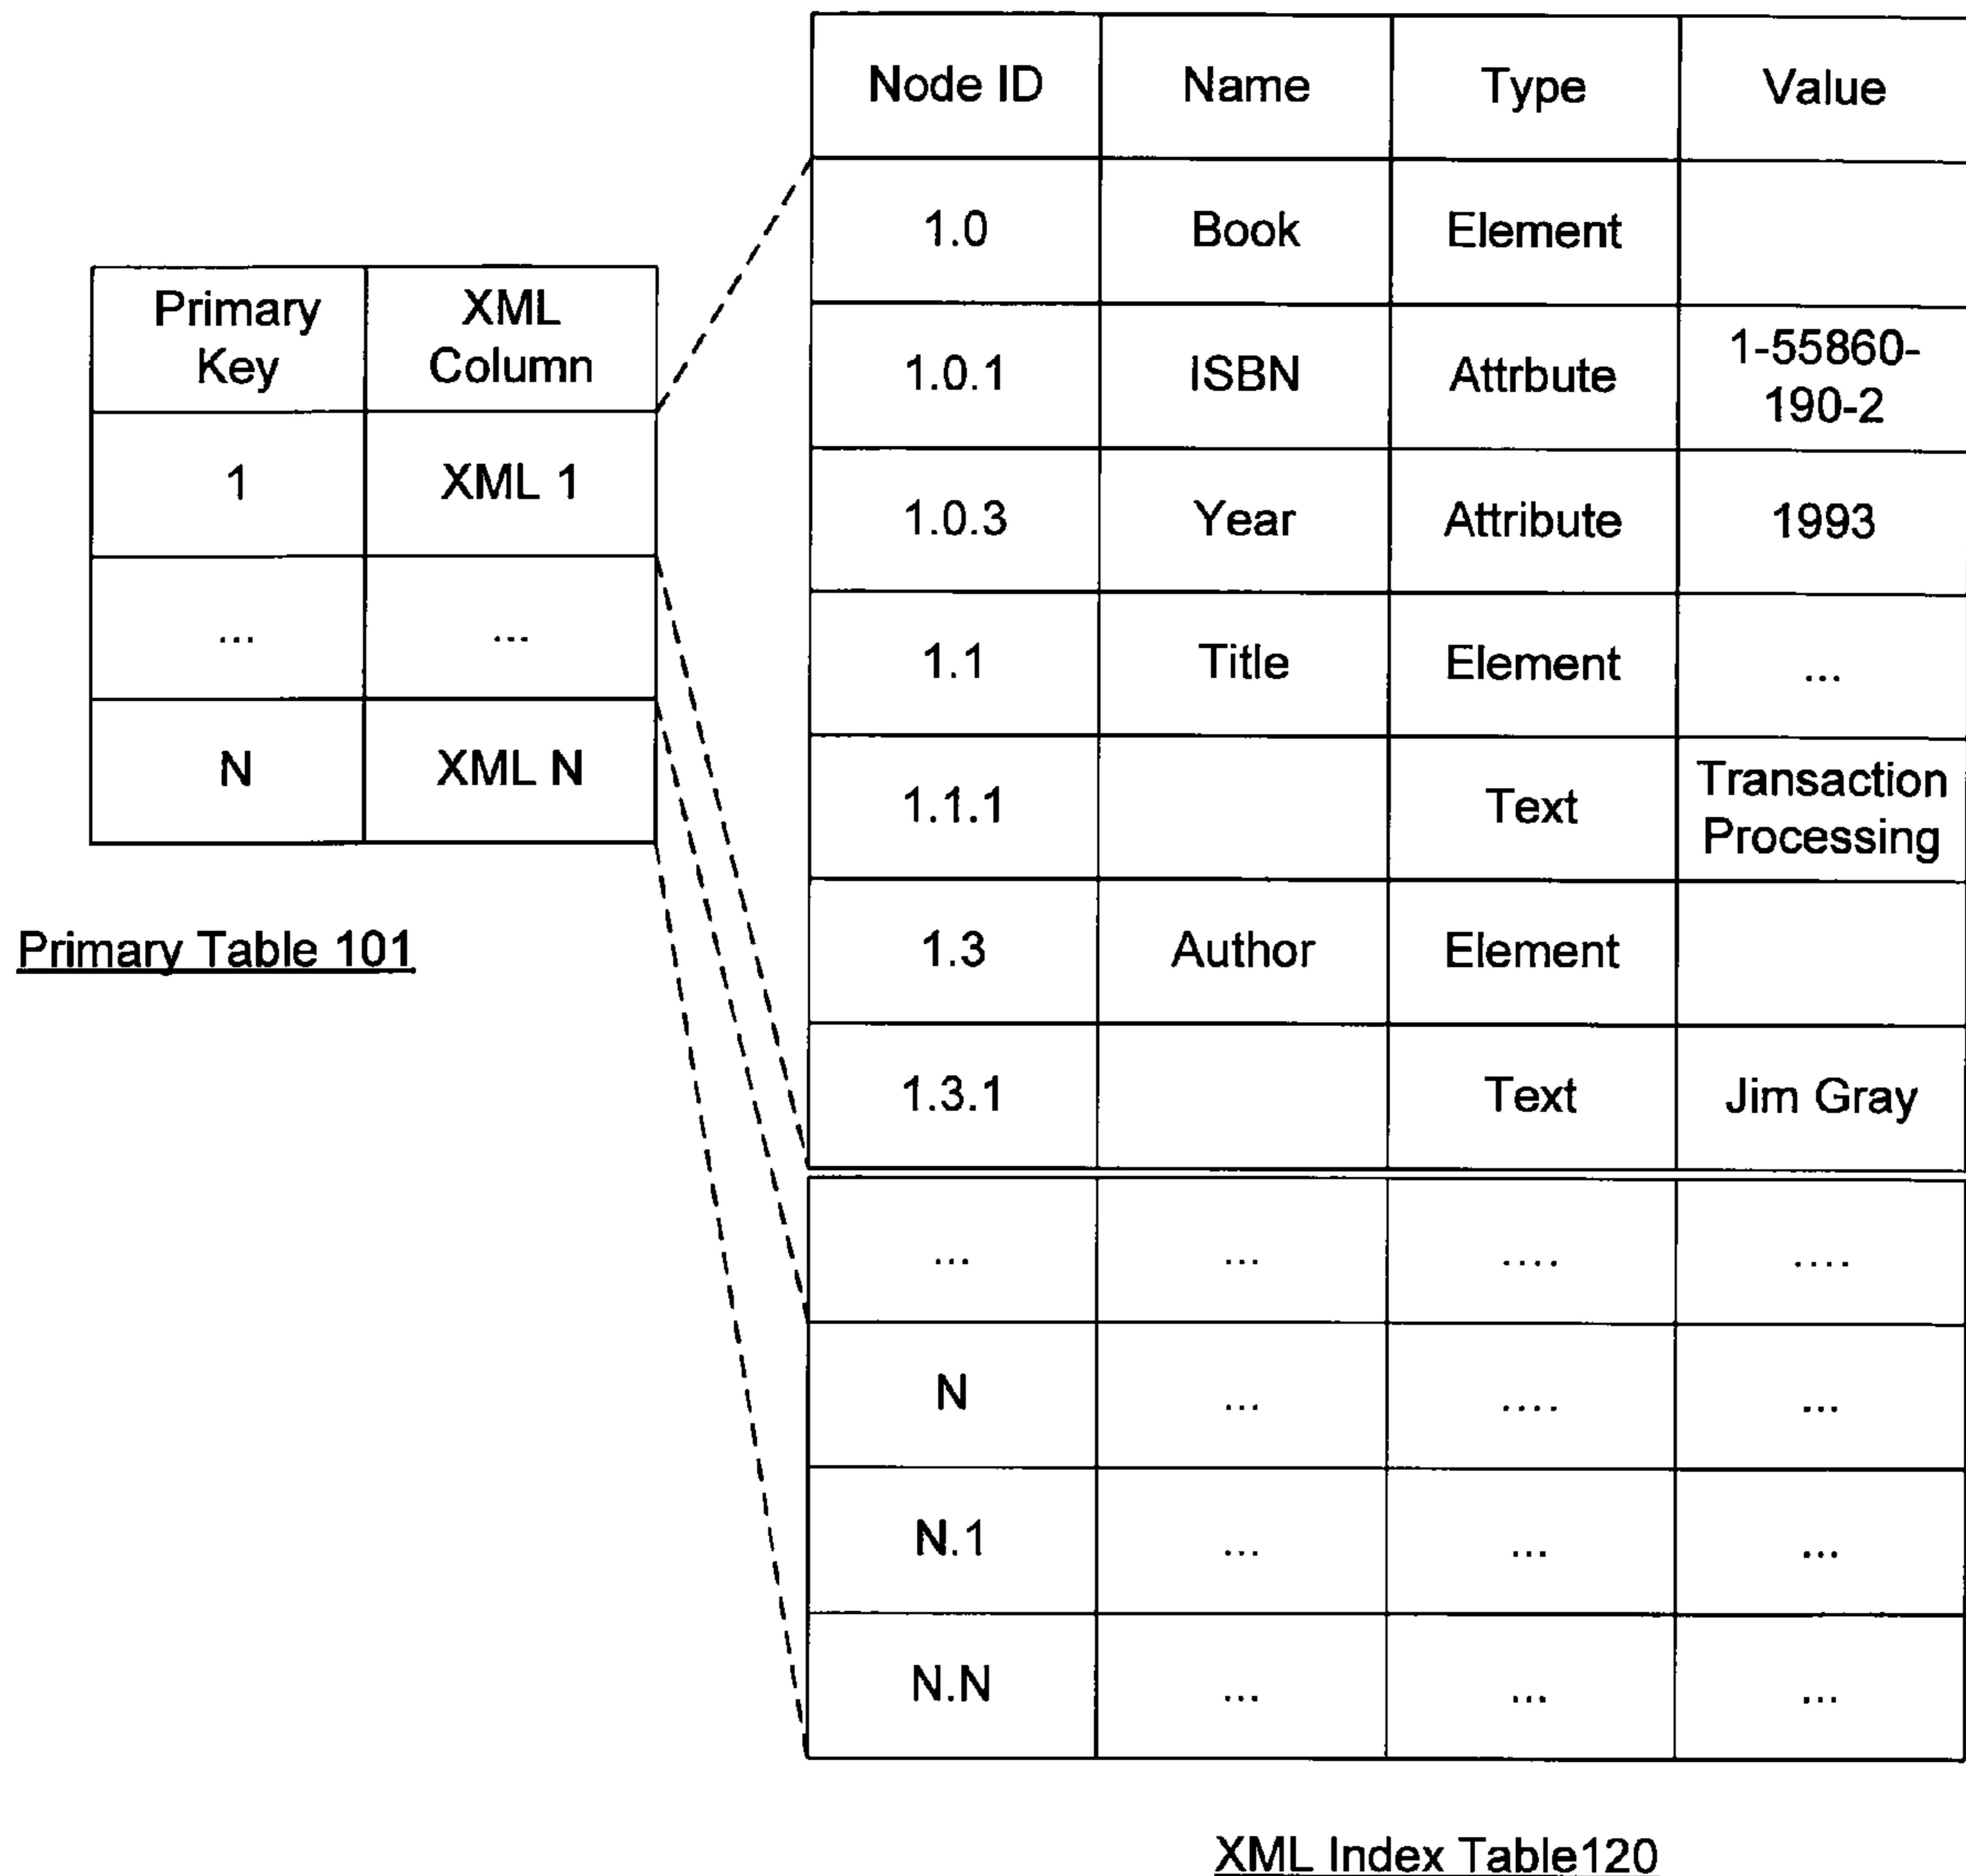 Primary Key XML Column
1 XML 1
... ...
N XML N
Primary Table 101
Node ID Name Type Value
1.0 Book Element
1.0.1 ISBN Attrbute 1-55860-190-2
1.0.3 Year Attribute 1993
1.1 Title Element ...
1.1.1 Text Transaction Processing
1.3 Author Element
1.3.1 Text Jim Gray
... ... .... ....
N ... .... ...
N.1 ... ... ...
N.N ... ... ...
XML Index Table120